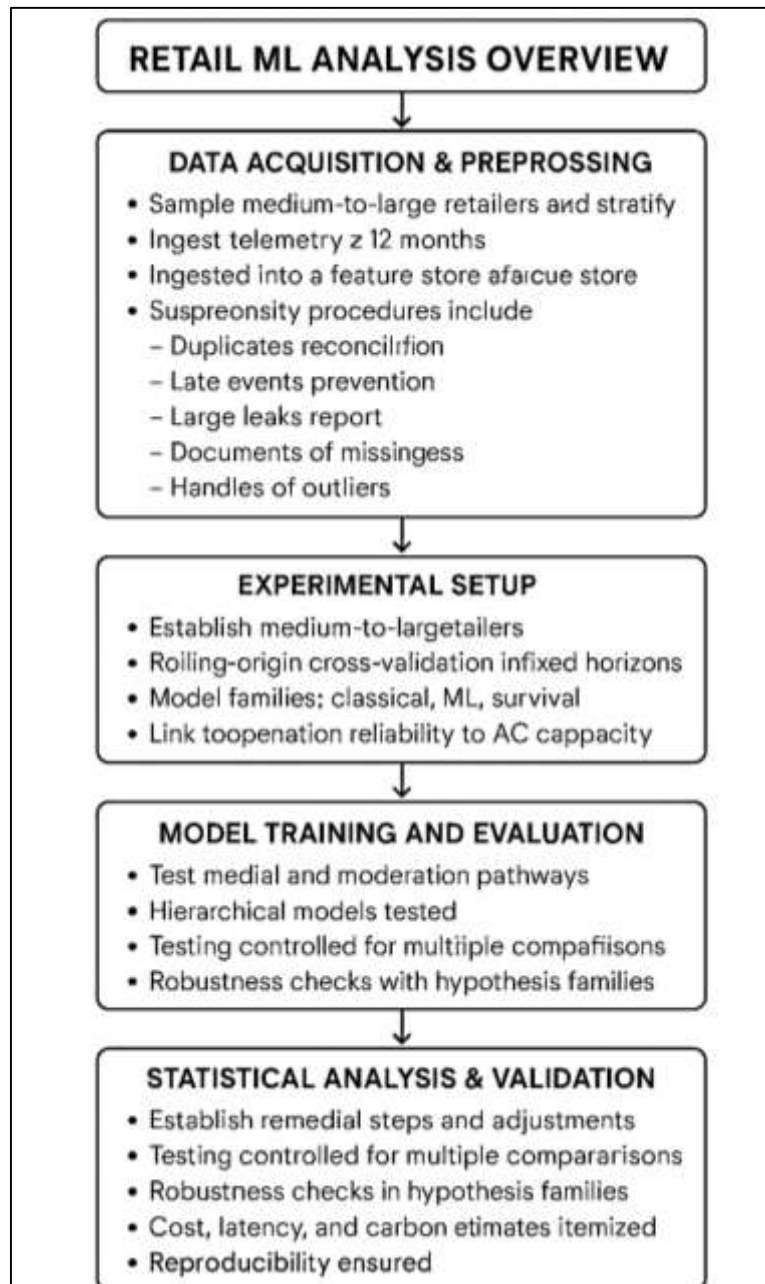 RETAIL ML ANALYSIS OVERVIEW
DATA ACQUISITION & PREPROSSING
• Sample medium-to-large retailers and stratify
• Ingest telemetry z 12 months
• Ingested into a feature store afarcue store
• Suspreonsity procedures include
– Duplicates reconcilrfion
– Late events prevention
– Large leaks report
– Documents of missingess
– Handles of outliers
EXPERIMENTAL SETUP
• Establish medium-to-largetailers
• Roiling-origin cross-validation infixed horizons
• Model families: classical, ML, survival
• Link toopenation reliability to AC cappacity
MODEL TRAINING AND EVALUATION
• Test medial and moderation pathways
• Hierarchical models tested
• Testing controlled for multiiple compafiisons
• Robustness checks with hypothesis families
STATISTICAL ANALYSIS & VALIDATION
• Establish remedial steps and adjustments
• Testing controlled for multiple compararisons
• Robustness checks in hypothesis families
• Cost, latency, and carbon etimates itemized
• Reproducibility ensured